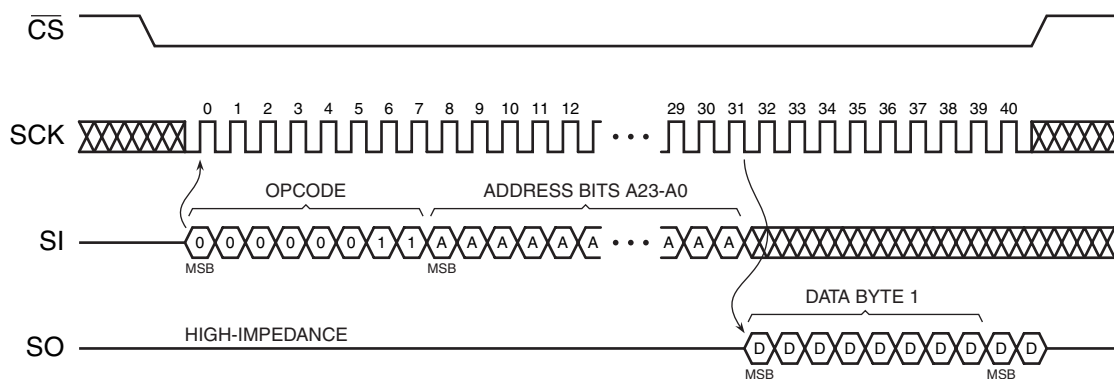 CS
0 1 2 3 4 5 6 7 8 9 10 11 12 29 30 31 32 33 34 35 36 37 38 39 40
SCK
OPCODE ADDRESS BITS A23-A0
SI 0 0 0 0 0 0 1 1 A A A A A A A A A
MSB MSB
DATA BYTE 1
HIGH-IMPEDANCE
SO D D D D D D D D D D
MSB MSB